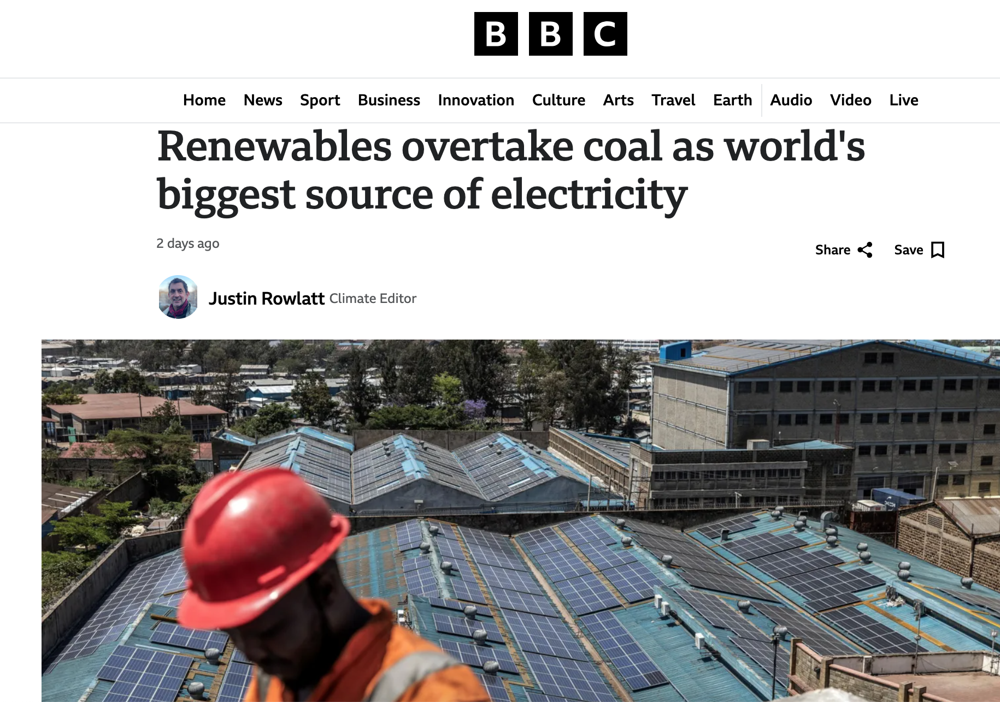 BBC
Home News Sport Business Innovation Culture Arts Travel Earth Audio Video Live
Renewables overtake coal as world's
biggest source of electricity
2 days ago
Share Save
Justin Rowlatt Climate Editor